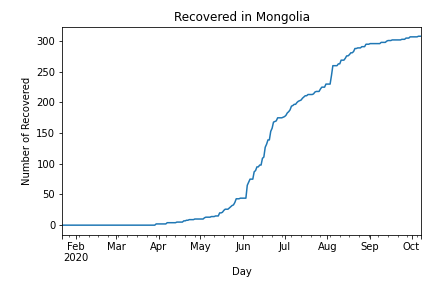 Recovered in Mongolia
Number of Recovered
300
250
200
150
100
50
0
Feb Mar Apr May Jun Jul Aug Sep Oct
2020
Day